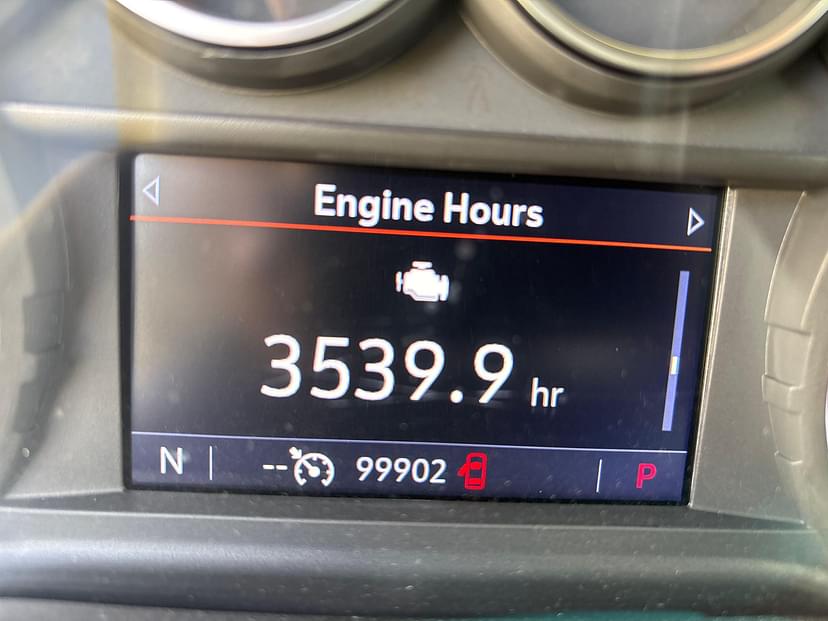 Engine Hours
3539.9 hr
N -- 99902 P